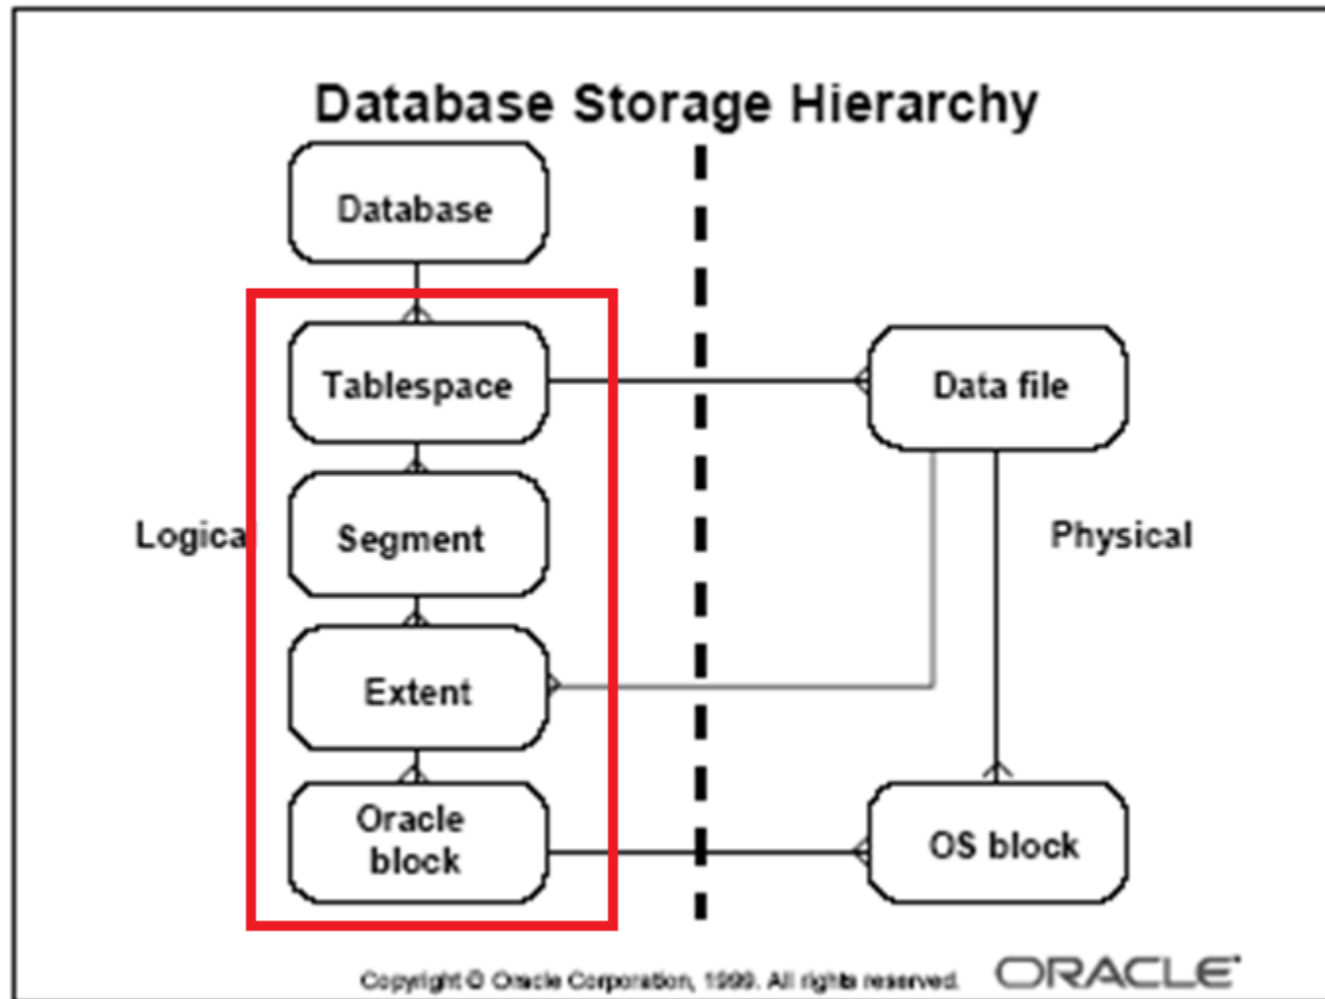 Database Storage Hierarchy
Database
Tablespace
Data file
Logical
Segment
Physical
Extent
Oracle
block
OS block
Copyright © Oracle Corporation, 1999. All rights reserved.
ORACLE